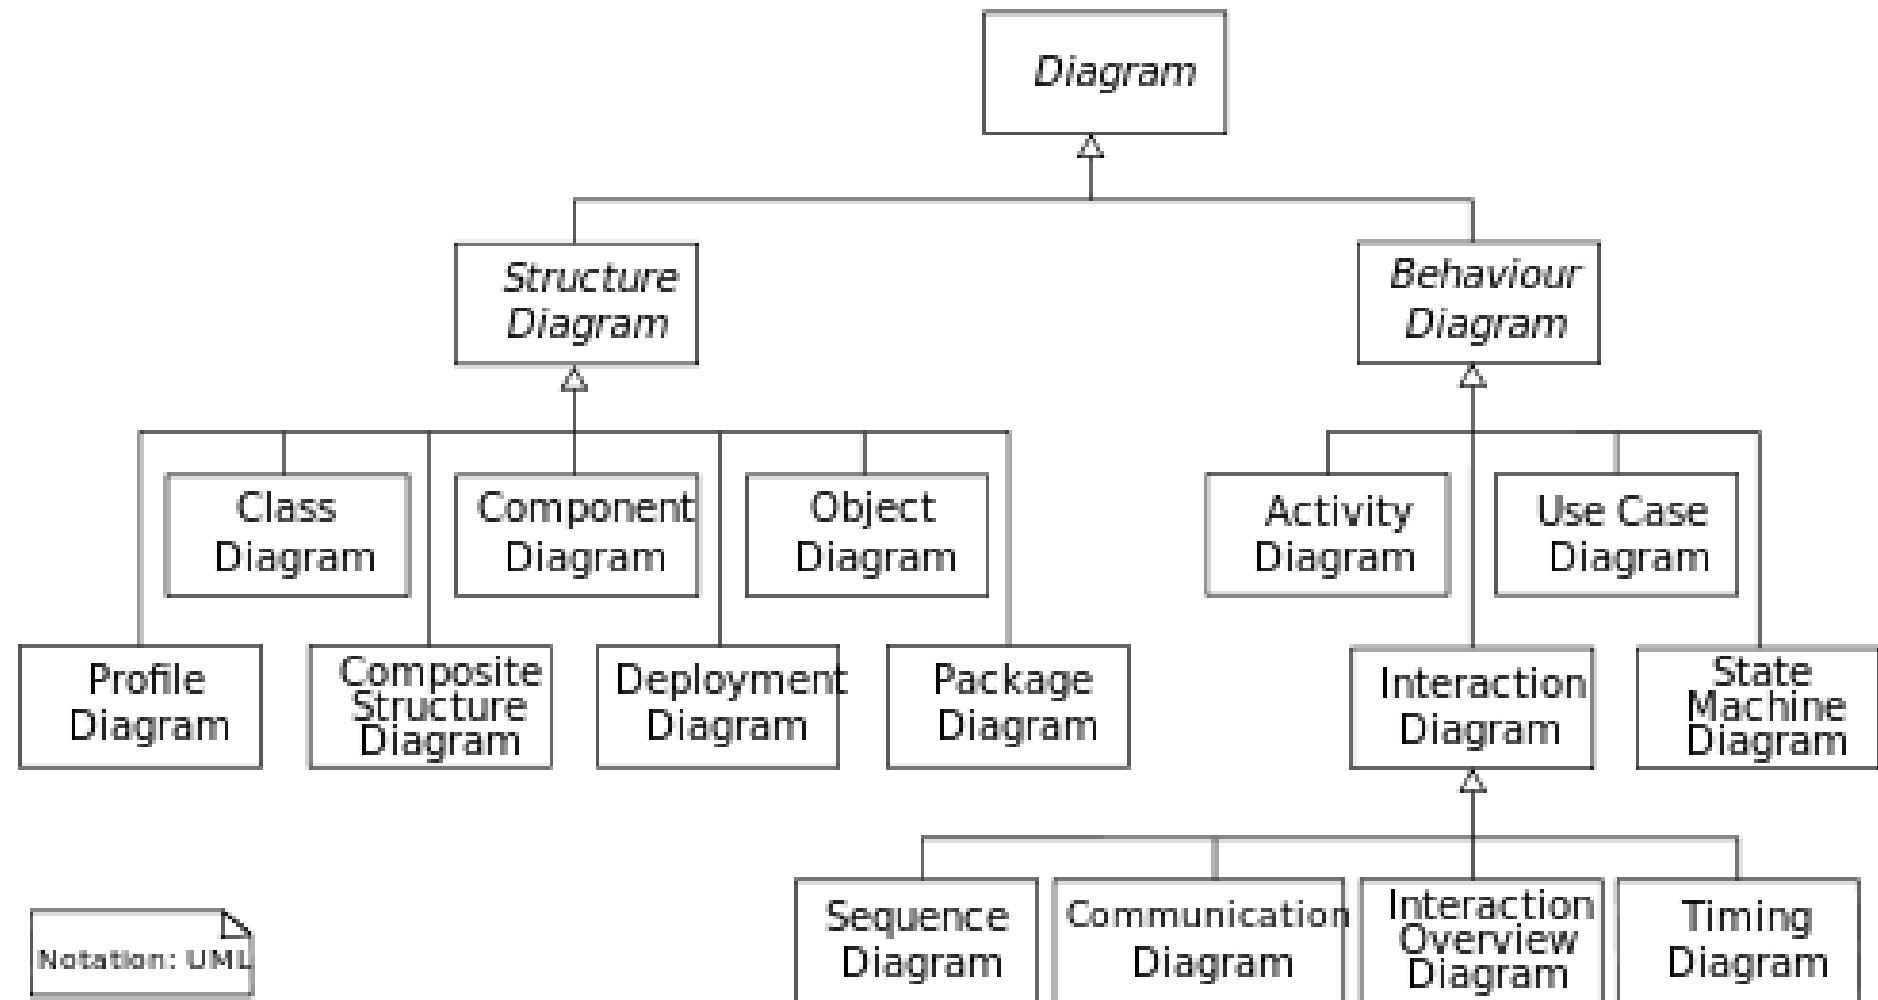 Diagram
Structure
Diagram
Behaviour
Diagram
Class
Diagram
Component
Diagram
Object
Diagram
Activity
Diagram
Use Case
Diagram
Profile
Diagram
Composite
Structure
Diagram
Deployment
Diagram
Package
Diagram
Interaction
Diagram
State
Machine
Diagram
Sequence
Diagram
Communication
Diagram
Interaction
Overview
Diagram
Timing
Diagram
Notation: UML